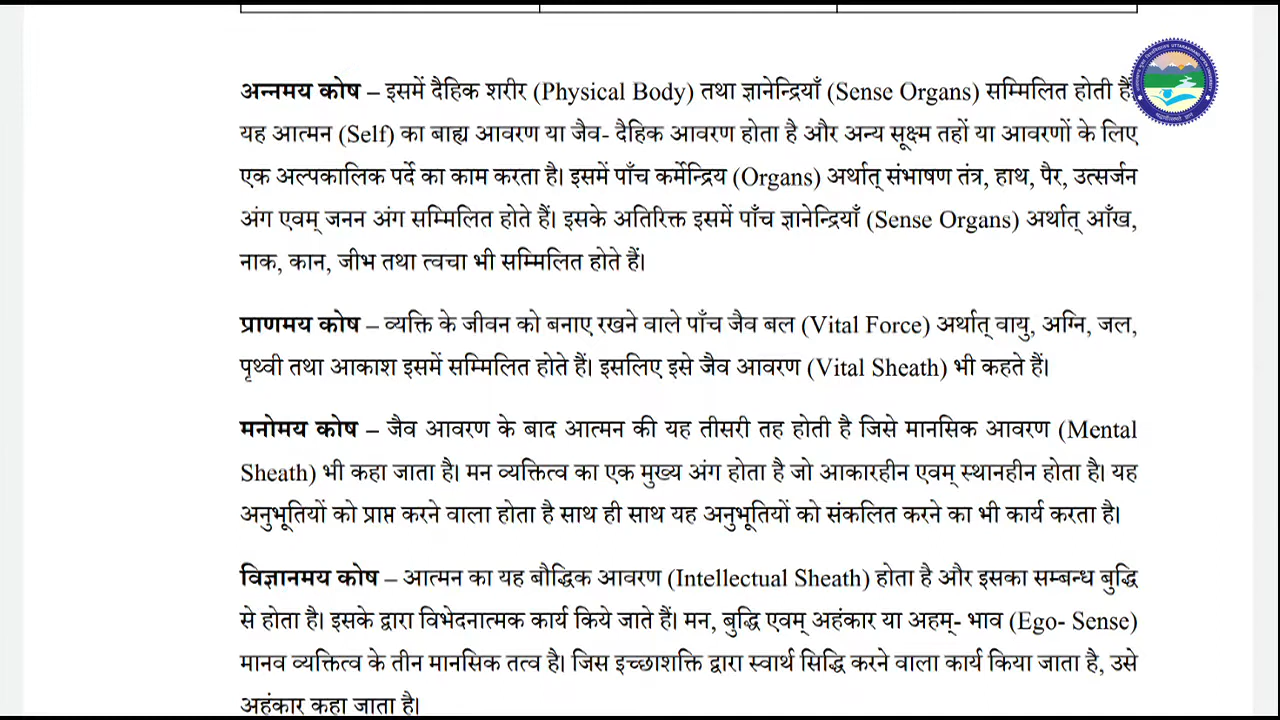 अन्नमय कोष – इसमें दैहिक शरीर (Physical Body) तथा ज्ञानेन्द्रियाँ (Sense Organs) सम्मिलित होती हैं।
यह आत्मन (Self) का बाह्य आवरण या जैव- दैहिक आवरण होता है और अन्य सूक्ष्म तहों या आवरणों के लिए
एक अल्पकालिक पर्दे का काम करता है। इसमें पाँच कर्मेन्द्रिय (Organs) अर्थात् संभाषण तंत्र, हाथ, पैर, उत्सर्जन
अंग एवम् जनन अंग सम्मिलित होते हैं। इसके अतिरिक्त इसमें पाँच ज्ञानेन्द्रियाँ (Sense Organs) अर्थात् आँख,
नाक, कान, जीभ तथा त्वचा भी सम्मिलित होते हैं।
प्राणमय कोष – व्यक्ति के जीवन को बनाए रखने वाले पाँच जैव बल (Vital Force) अर्थात् वायु, अग्नि, जल,
पृथ्वी तथा आकाश इसमें सम्मिलित होते हैं। इसलिए इसे जैव आवरण (Vital Sheath) भी कहते हैं।
मनोमय कोष – जैव आवरण के बाद आत्मन की यह तीसरी तह होती है जिसे मानसिक आवरण (Mental
Sheath) भी कहा जाता है। मन व्यक्तित्व का एक मुख्य अंग होता है जो आकारहीन एवम् स्थानहीन होता है। यह
अनुभूतियों को प्राप्त करने वाला होता है साथ ही साथ यह अनुभूतियों को संकलित करने का भी कार्य करता है।
विज्ञानमय कोष – आत्मन का यह बौद्धिक आवरण (Intellectual Sheath) होता है और इसका सम्बन्ध बुद्धि
से होता है। इसके द्वारा विभेदनात्मक कार्य किये जाते हैं। मन, बुद्धि एवम् अहंकार या अहम्- भाव (Ego- Sense)
मानव व्यक्तित्व के तीन मानसिक तत्व है। जिस इच्छाशक्ति द्वारा स्वार्थ सिद्धि करने वाला कार्य किया जाता है, उसे
अहंकार कहा जाता है।